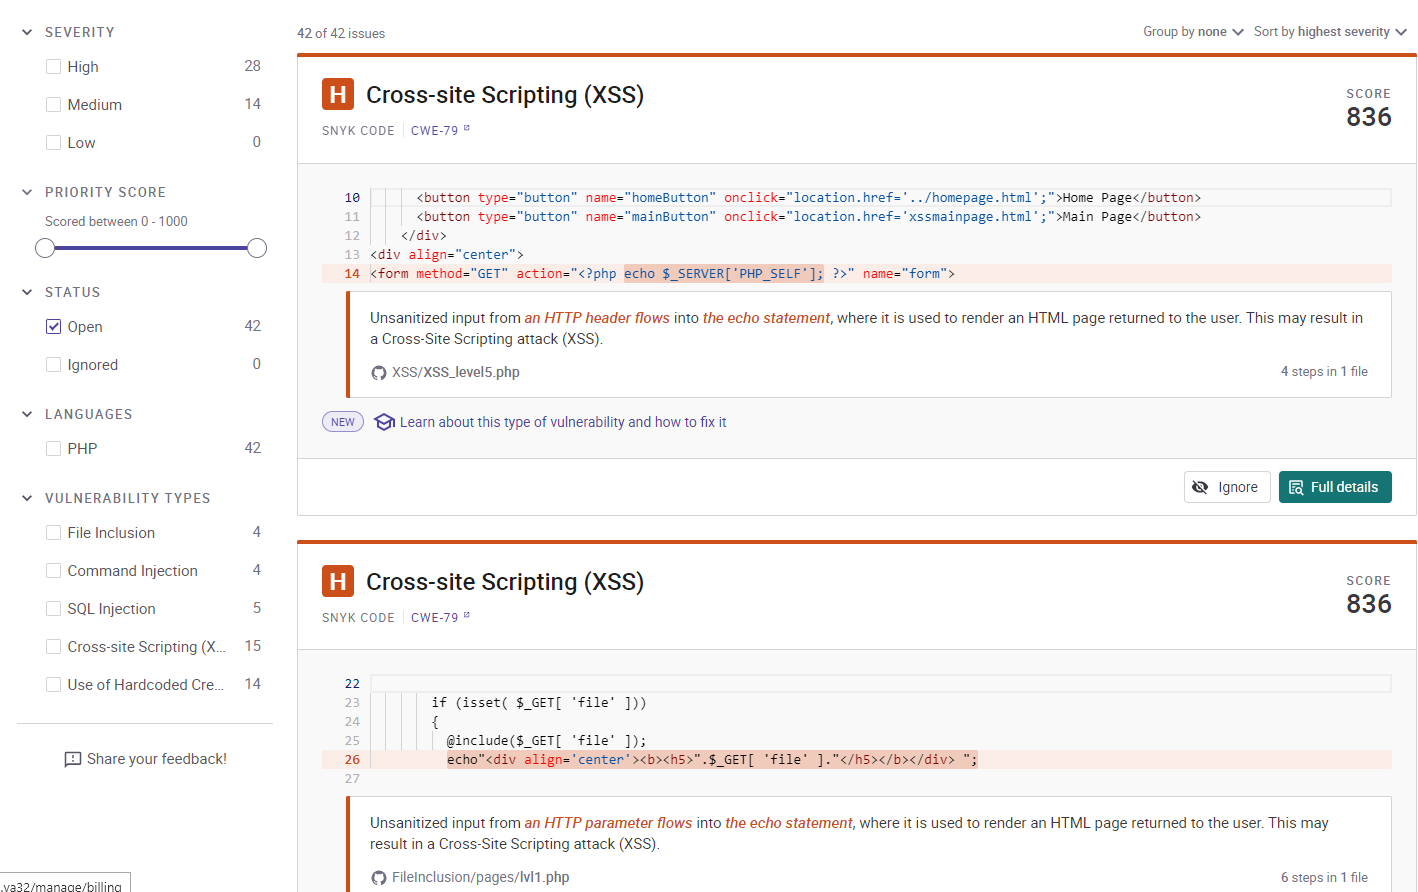 SEVERITY
High 28
Medium 14
Low 0
PRIORITY SCORE
Scored between 0 - 1000
STATUS
Open 42
Ignored 0
LANGUAGES
PHP 42
VULNERABILITY TYPES
File Inclusion 4
Command Injection 4
SQL Injection 5
Cross-site Scripting (X... 15
Use of Hardcoded Cre... 14
Share your feedback!
.va32/manage/billing
42 of 42 issues
Group by none Sort by highest severity
H Cross-site Scripting (XSS)
SCORE
836
SNYK CODE CWE-79
10 <button type="button" name="homeButton" onclick="location.href='../homepage.html';">Home Page</button>
11 <button type="button" name="mainButton" onclick="location.href='xssmainpage.html';">Main Page</button>
12 </div>
13 <div align="center">
14 <form method="GET" action="<?php echo $_SERVER['PHP_SELF']; ?>" name="form">
Unsanitized input from an HTTP header flows into the echo statement, where it is used to render an HTML page returned to the user. This may result in
a Cross-Site Scripting attack (XSS).
XSS/XSS_level5.php 4 steps in 1 file
NEW Learn about this type of vulnerability and how to fix it
Ignore Full details
H Cross-site Scripting (XSS)
SCORE
836
SNYK CODE CWE-79
22
23 if (isset( $_GET[ 'file' ]))
24 {
25 @include($_GET[ 'file' ]);
26 echo"<div align='center'><b><h5>".$_GET[ 'file' ]."</h5></b></div> ";
27
Unsanitized input from an HTTP parameter flows into the echo statement, where it is used to render an HTML page returned to the user. This may
result in a Cross-Site Scripting attack (XSS).
FileInclusion/pages/lvl1.php 6 steps in 1 file